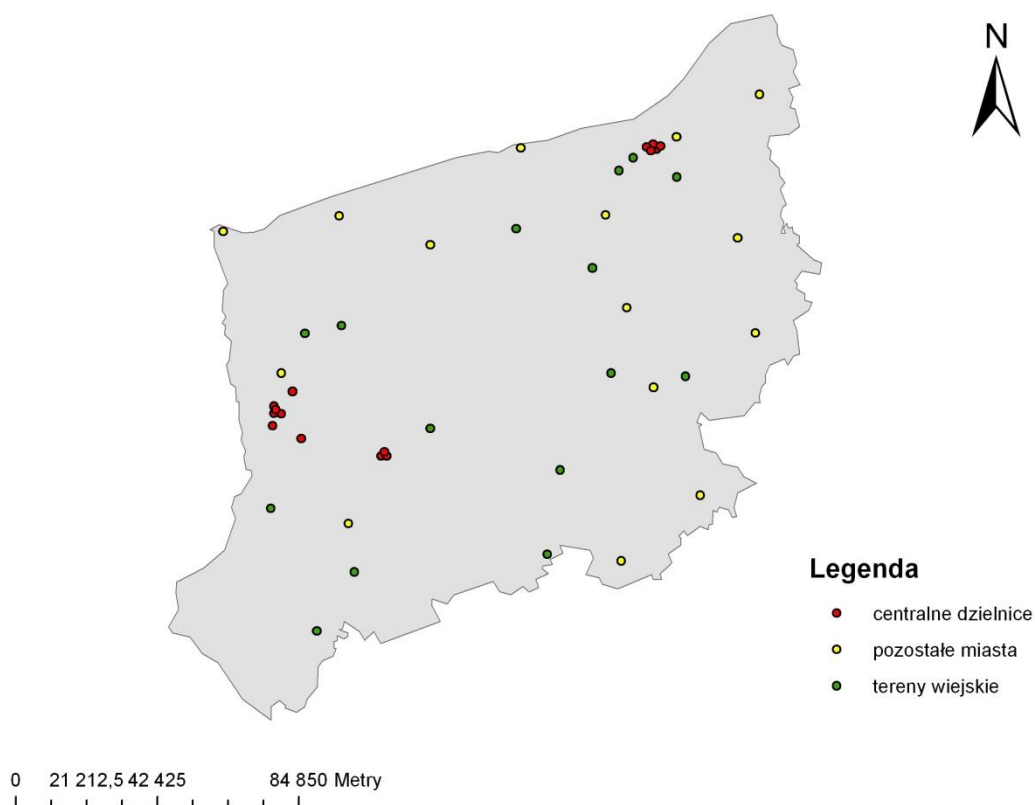 N
Legenda
centralne dzielnice
pozostałe miasta
tereny wiejskie
0 21 212,5 42 425 84 850 Metry